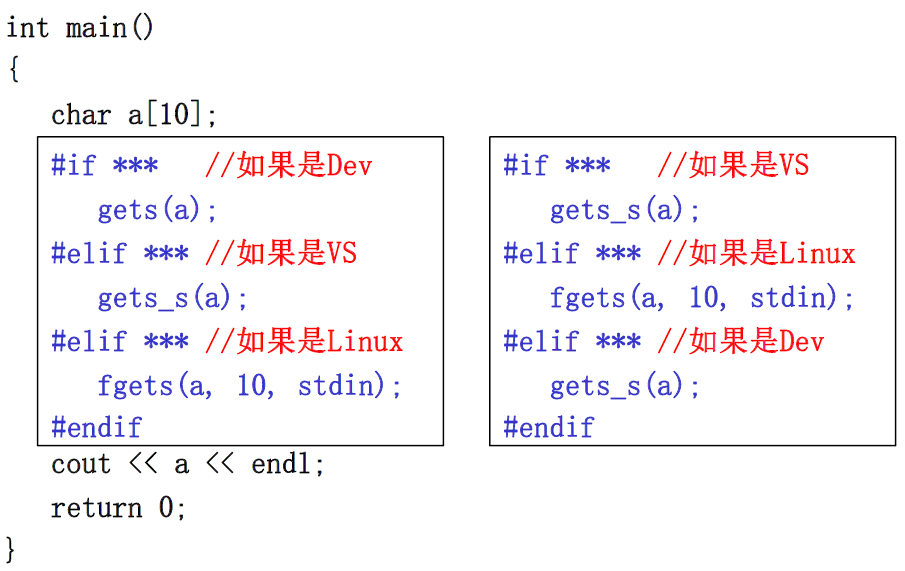 int main()
{
char a[10];
#if *** //如果是Dev
gets(a);
#elif *** //如果是VS
gets_s(a);
#elif *** //如果是Linux
fgets(a, 10, stdin);
#endif
#if *** //如果是VS
gets_s(a);
#elif *** //如果是Linux
fgets(a, 10, stdin);
#elif *** //如果是Dev
gets_s(a);
#endif
cout << a << endl;
return 0;
}